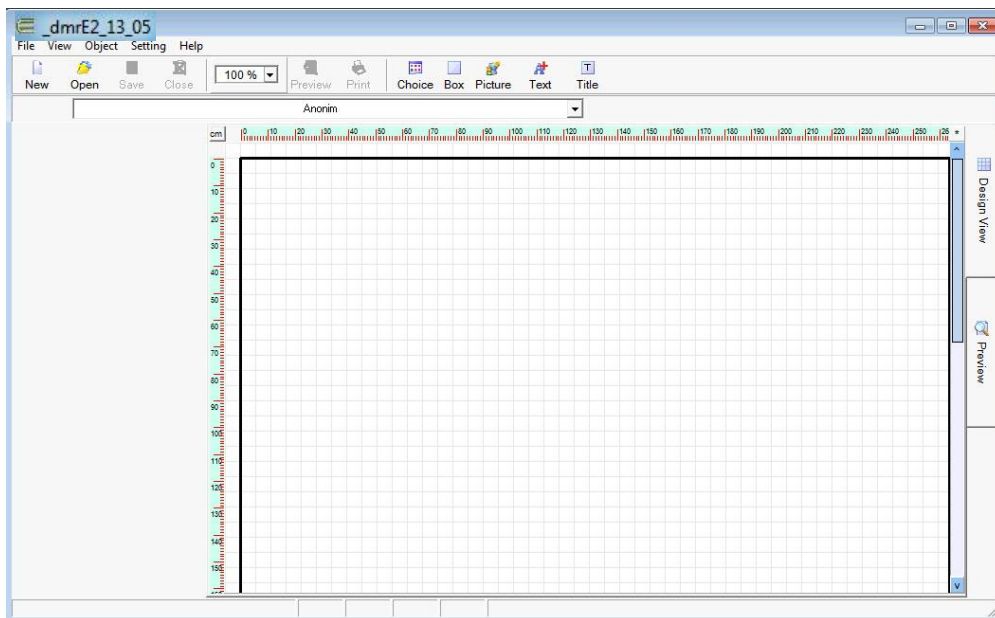 _dmrE2_13_05
File View Object Setting Help
100 %
New Open Save Close Preview Print Choice Box Picture Text Title
Anonim
cm 0 10 20 30 40 50 60 70 80 90 100 110 120 130 140 150 160 170 180 190 200 210 220 230 240 250 26
0
10
20
30
40
50
60
70
80
90
100
110
120
130
140
150
Design View
Preview